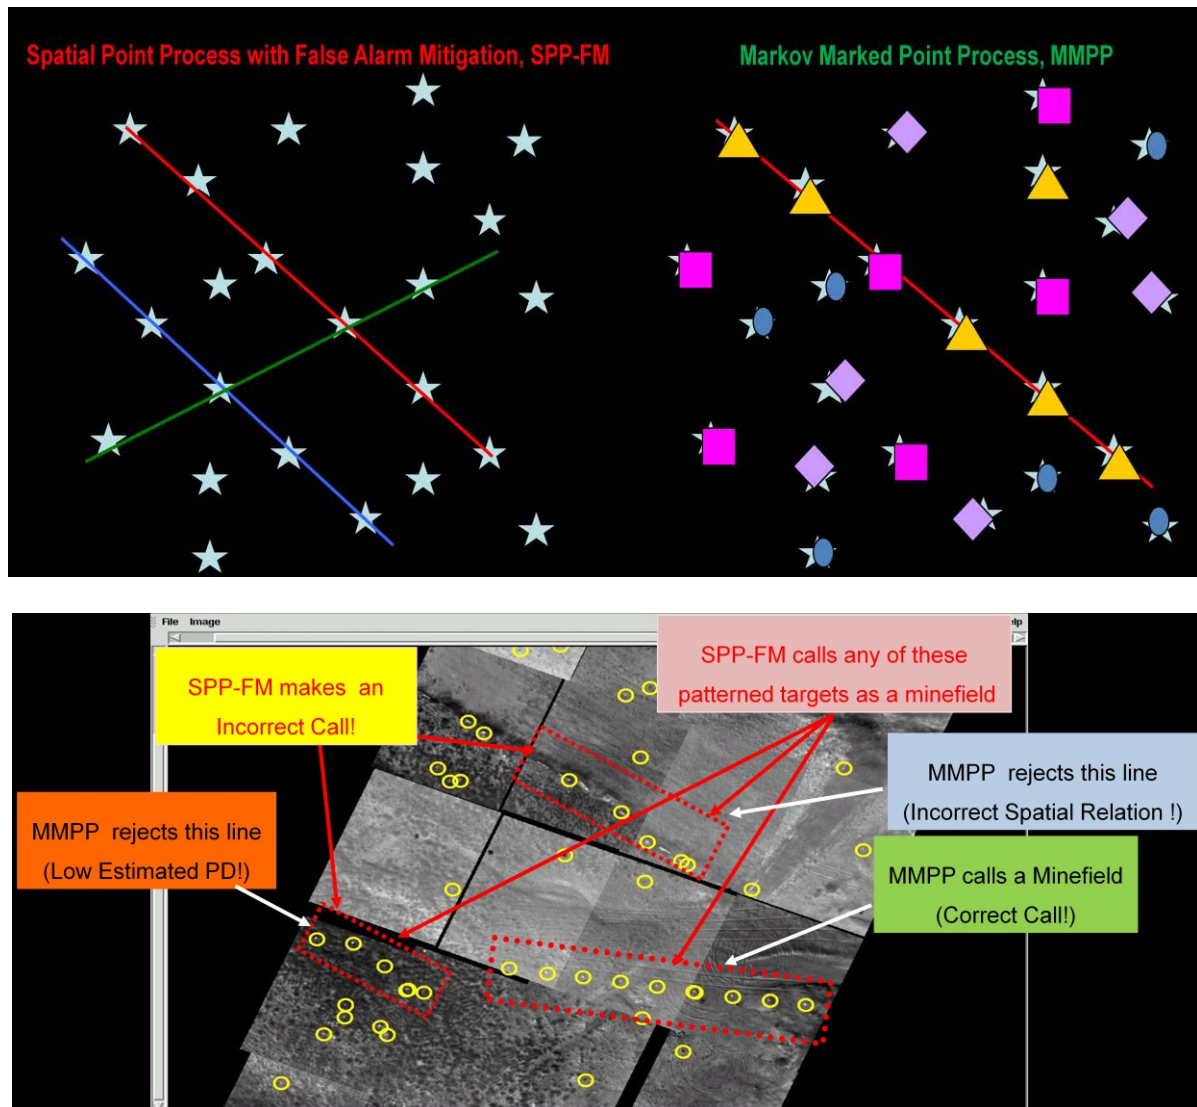 Spatial Point Process with False Alarm Mitigation, SPP-FM
Markov Marked Point Process, MMPP
File Image
SPP-FM makes an
Incorrect Call!
SPP-FM calls any of these
patterned targets as a minefield
MMPP rejects this line
(Incorrect Spatial Relation !)
MMPP rejects this line
(Low Estimated PD!)
MMPP calls a Minefield
(Correct Call!)